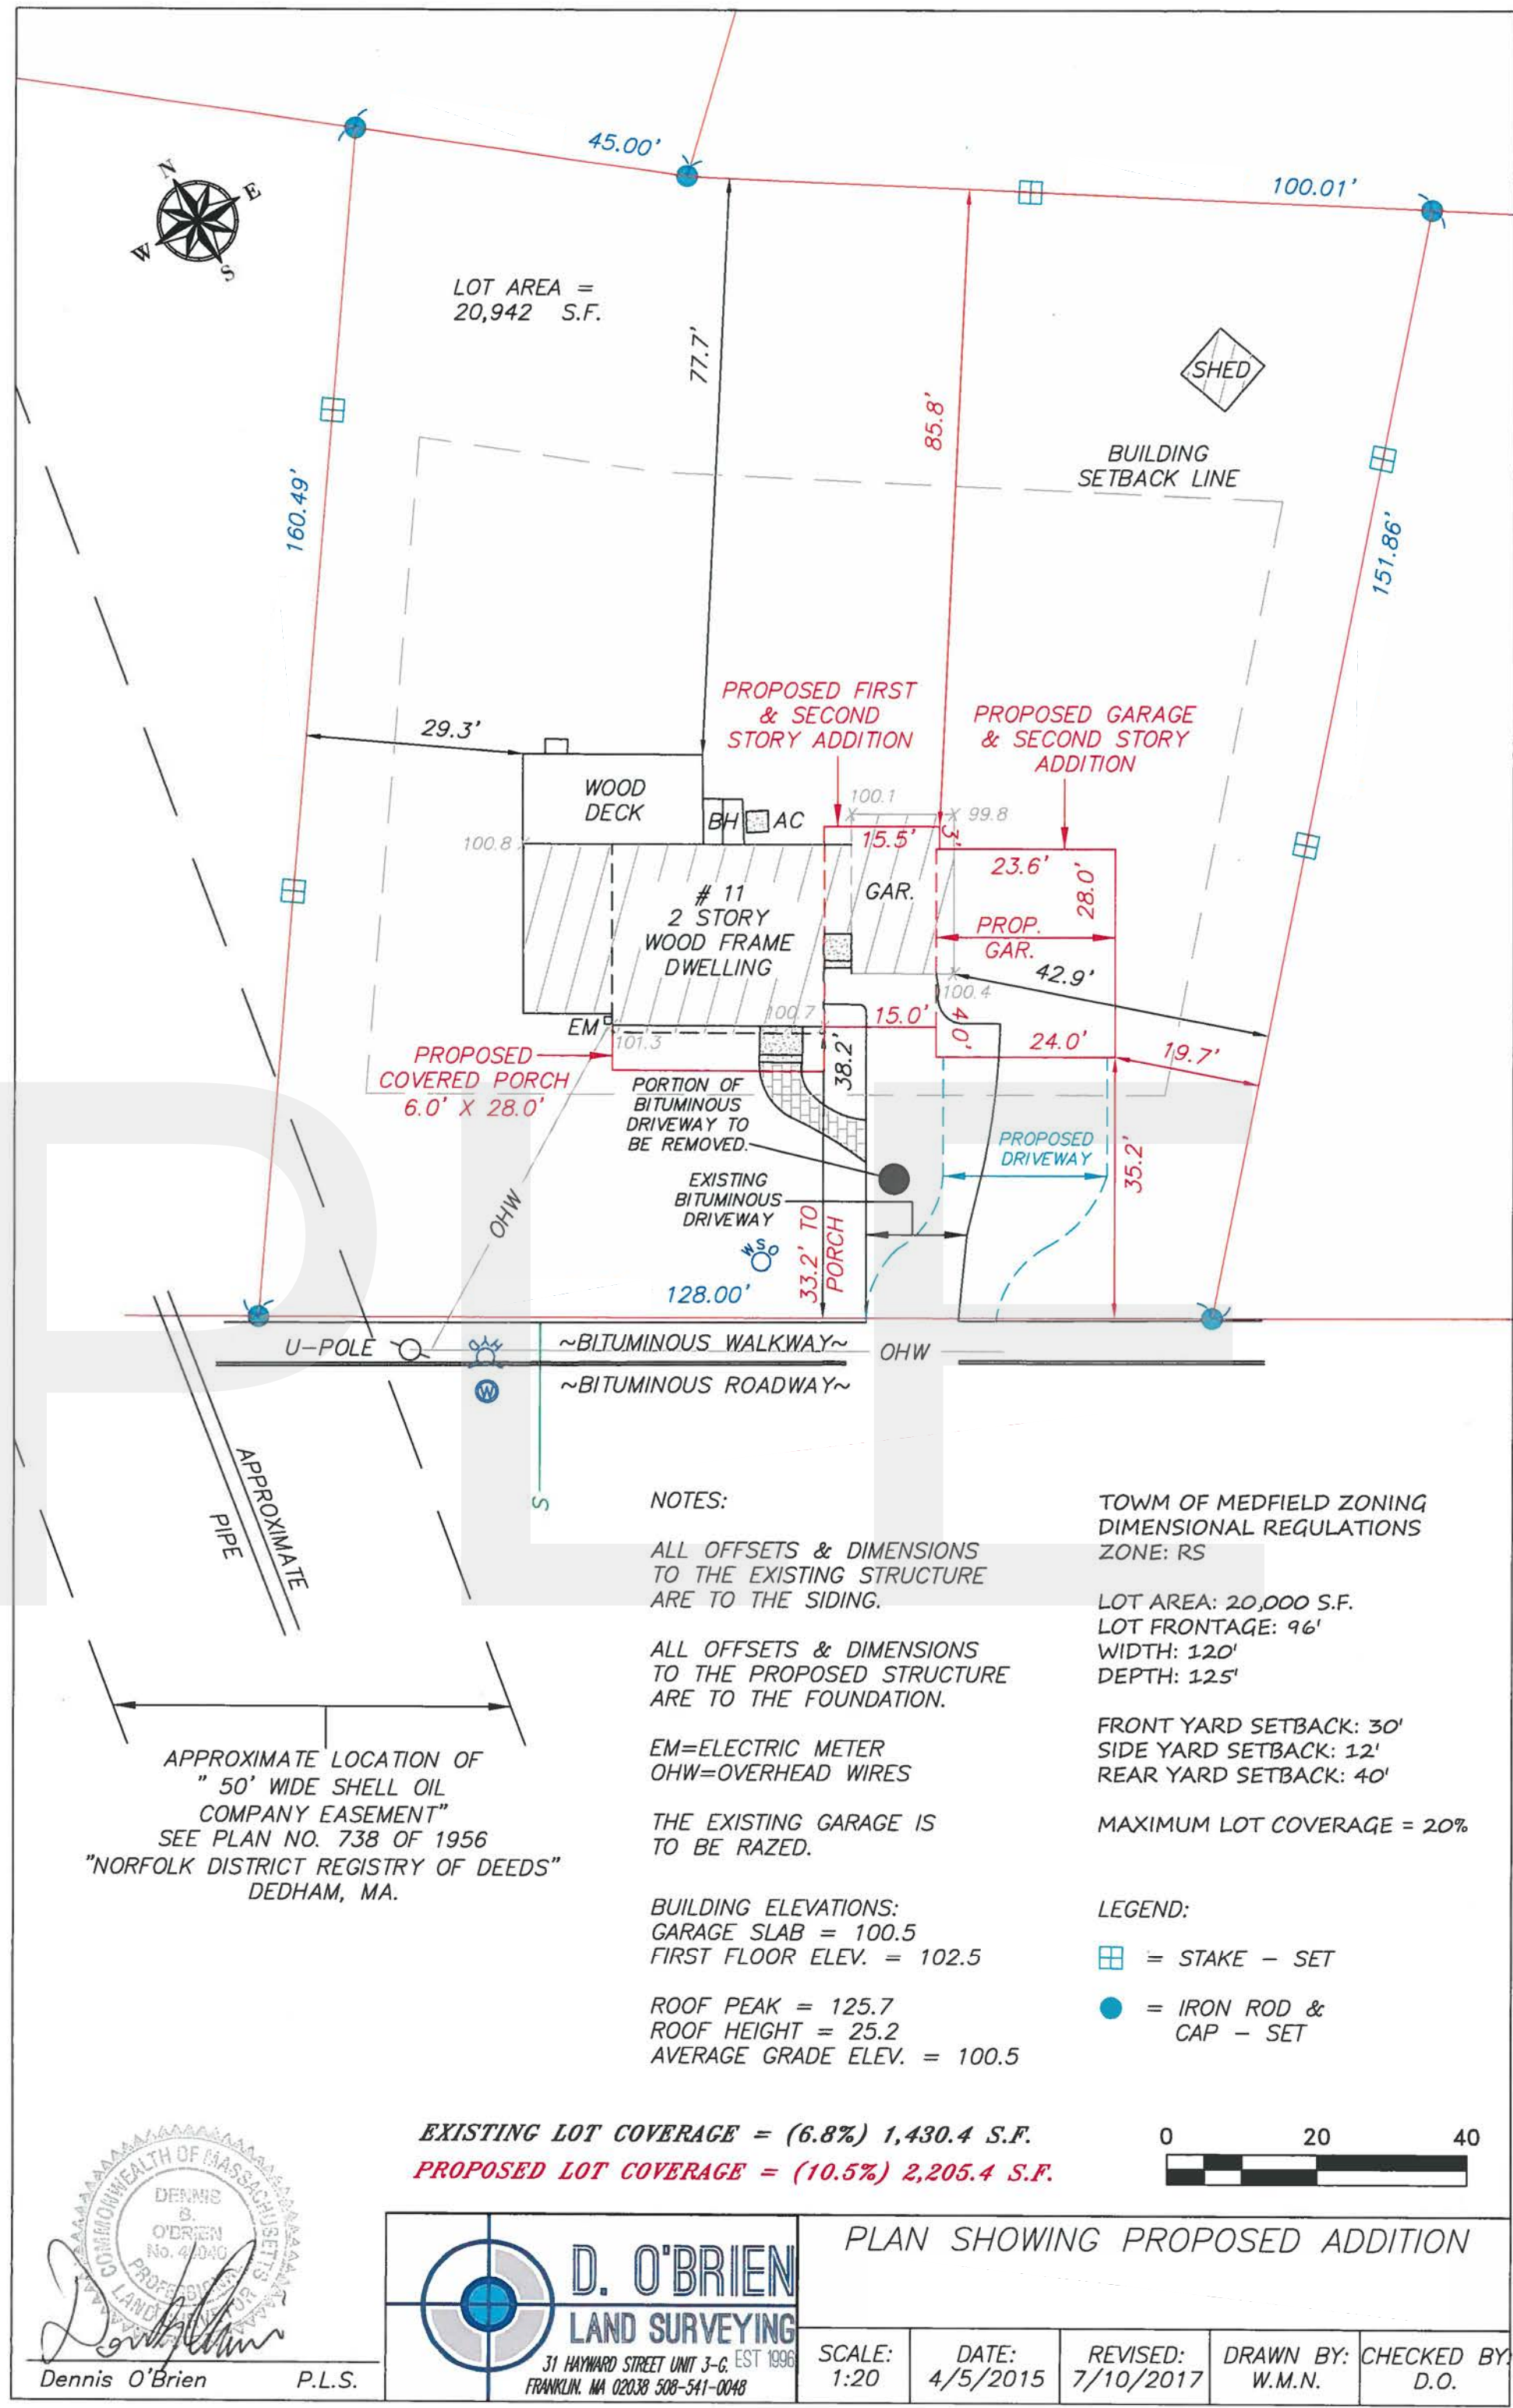 45.00'
100.01'
N
E
W
S
LOT AREA =
20,942 S.F.
77.7'
85.8'
SHED
BUILDING
SETBACK LINE
160.49'
151.86'
PROPOSED FIRST
& SECOND
STORY ADDITION
PROPOSED GARAGE
& SECOND STORY
ADDITION
29.3'
WOOD
DECK
BH
AC
100.1
99.8
100.8
15.5'
3'
23.6'
28.0'
# 11
2 STORY
WOOD FRAME
DWELLING
GAR.
PROP.
GAR.
42.9'
100.4
EM
101.3
100.7
15.0'
4.0'
24.0'
19.7'
PROPOSED
COVERED PORCH
6.0' X 28.0'
38.2'
PORTION OF
BITUMINOUS
DRIVEWAY TO
BE REMOVED.
PROPOSED
DRIVEWAY
35.2'
EXISTING
BITUMINOUS
DRIVEWAY
OHW
WSO
33.2' TO
PORCH
128.00'
U-POLE
HYD
~BITUMINOUS WALKWAY~
OHW
W
~BITUMINOUS ROADWAY~
S
APPROXIMATE
PIPE
APPROXIMATE LOCATION OF
" 50' WIDE SHELL OIL
COMPANY EASEMENT"
SEE PLAN NO. 738 OF 1956
"NORFOLK DISTRICT REGISTRY OF DEEDS"
DEDHAM, MA.
NOTES:
ALL OFFSETS & DIMENSIONS
TO THE EXISTING STRUCTURE
ARE TO THE SIDING.
ALL OFFSETS & DIMENSIONS
TO THE PROPOSED STRUCTURE
ARE TO THE FOUNDATION.
EM=ELECTRIC METER
OHW=OVERHEAD WIRES
THE EXISTING GARAGE IS
TO BE RAZED.
BUILDING ELEVATIONS:
GARAGE SLAB = 100.5
FIRST FLOOR ELEV. = 102.5
ROOF PEAK = 125.7
ROOF HEIGHT = 25.2
AVERAGE GRADE ELEV. = 100.5
TOWM OF MEDFIELD ZONING
DIMENSIONAL REGULATIONS
ZONE: RS
LOT AREA: 20,000 S.F.
LOT FRONTAGE: 96'
WIDTH: 120'
DEPTH: 125'
FRONT YARD SETBACK: 30'
SIDE YARD SETBACK: 12'
REAR YARD SETBACK: 40'
MAXIMUM LOT COVERAGE = 20%
LEGEND:
= STAKE - SET
= IRON ROD &
CAP - SET
EXISTING LOT COVERAGE = (6.8%) 1,430.4 S.F.
PROPOSED LOT COVERAGE = (10.5%) 2,205.4 S.F.
0 20 40
COMMONWEALTH OF MASSACHUSETTS
DENNIS
B.
O'BRIEN
PROFESSIONAL
LAND SURVEYOR
Dennis O'Brien P.L.S.
D. O'BRIEN
LAND SURVEYING
EST 1996
31 HAYWARD STREET UNIT 3-G.
FRANKLIN. MA 02038 508-541-0048
PLAN SHOWING PROPOSED ADDITION
SCALE:
1:20
DATE:
4/5/2015
REVISED:
7/10/2017
DRAWN BY:
W.M.N.
CHECKED BY:
D.O.